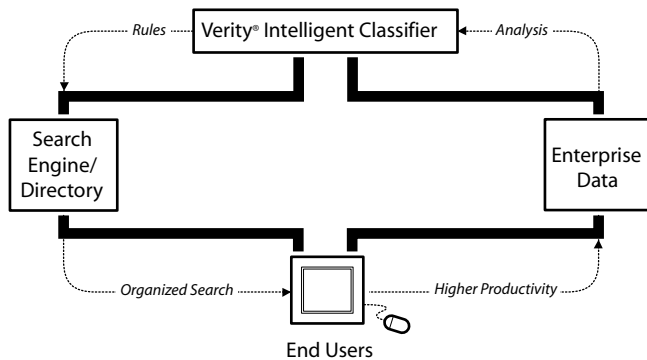 Rules
Verity® Intelligent Classifier
Analysis
Search
Engine/
Directory
Enterprise
Data
Organized Search
Higher Productivity
End Users